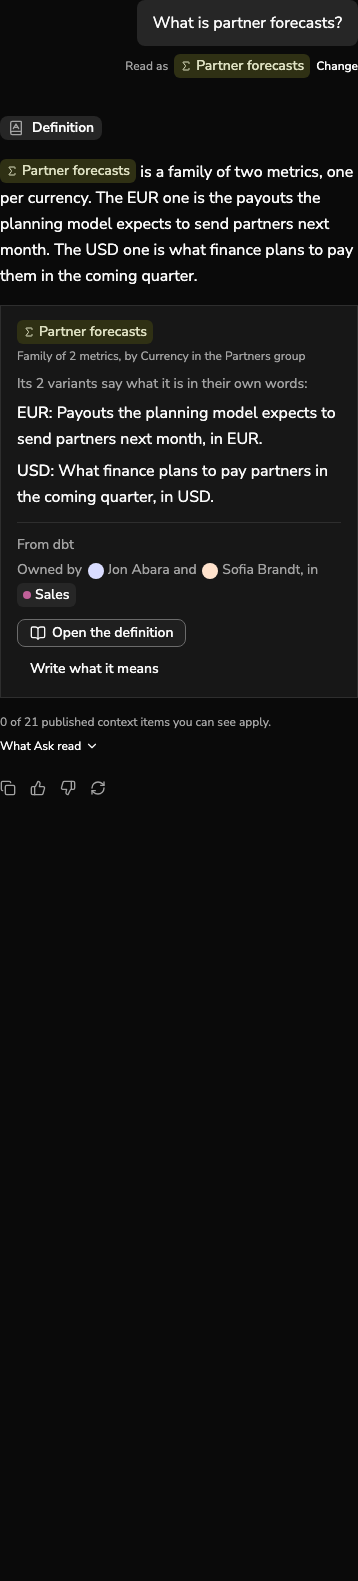 What is partner forecasts?
Read as Σ Partner forecasts Change
Definition
Σ Partner forecasts is a family of two metrics, one
per currency. The EUR one is the payouts the
planning model expects to send partners next
month. The USD one is what finance plans to pay
them in the coming quarter.
Σ Partner forecasts
Family of 2 metrics, by Currency in the Partners group
Its 2 variants say what it is in their own words:
EUR: Payouts the planning model expects to
send partners next month, in EUR.
USD: What finance plans to pay partners in
the coming quarter, in USD.
From dbt
Owned by Jon Abara and Sofia Brandt, in
Sales
Open the definition
Write what it means
0 of 21 published context items you can see apply.
What Ask read